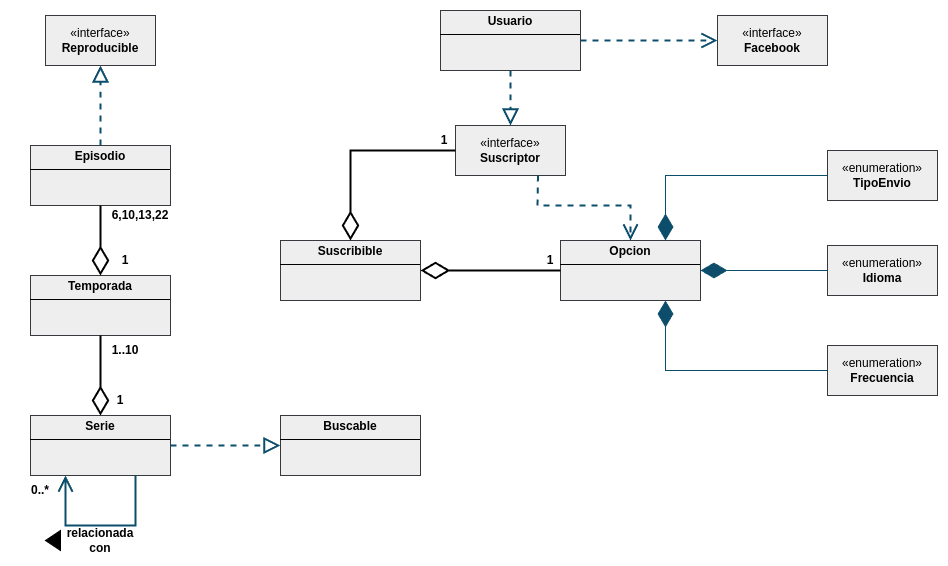 «interface»
Reproducible
Usuario
«interface»
Facebook
«interface»
Suscriptor
1
Episodio
6,10,13,22
1
«enumeration»
TipoEnvio
Suscribible
1
Opcion
«enumeration»
Idioma
Temporada
1..10
1
«enumeration»
Frecuencia
Serie
Buscable
0..*
relacionada
con